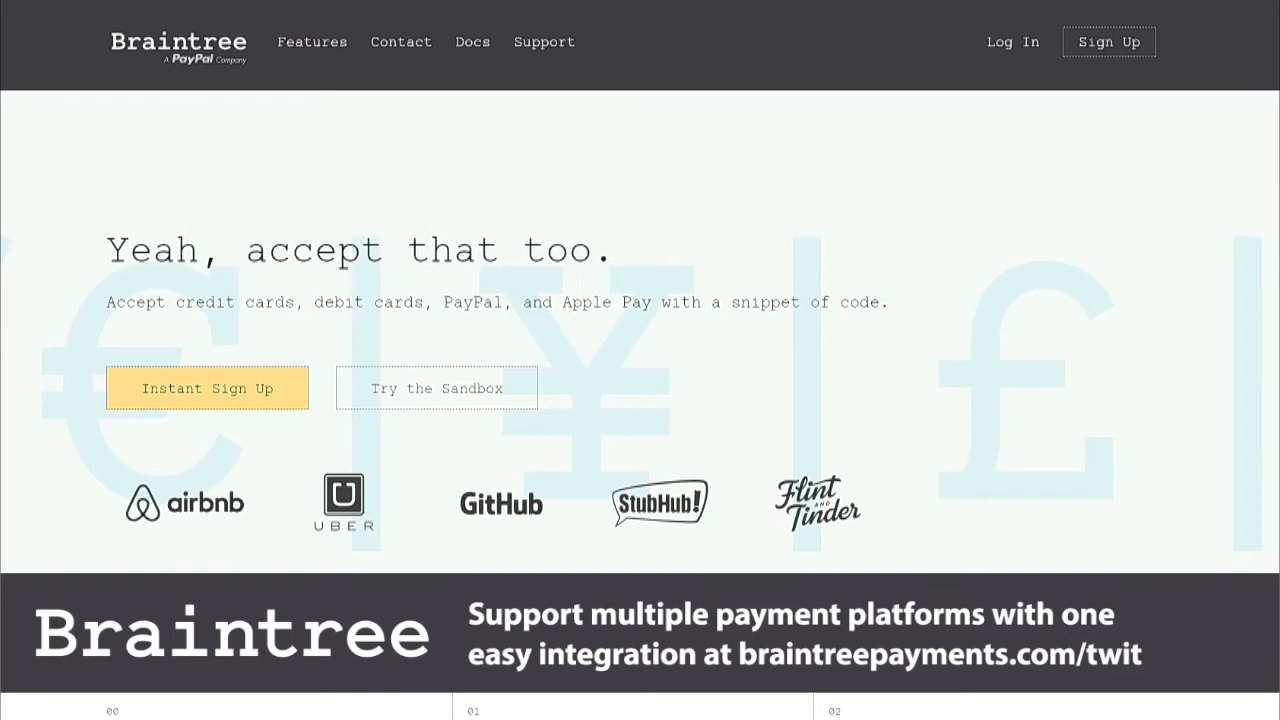 Braintree Features Contact Docs Support Log In Sign Up
A PayPal Company
Yeah, accept that too.
Accept credit cards, debit cards, PayPal, and Apple Pay with a snippet of code.
Instant Sign Up Try the Sandbox
airbnb UBER GitHub StubHub! Flint AND Tinder
Braintree
Support multiple payment platforms with one
easy integration at braintreepayments.com/twit
00 01 02